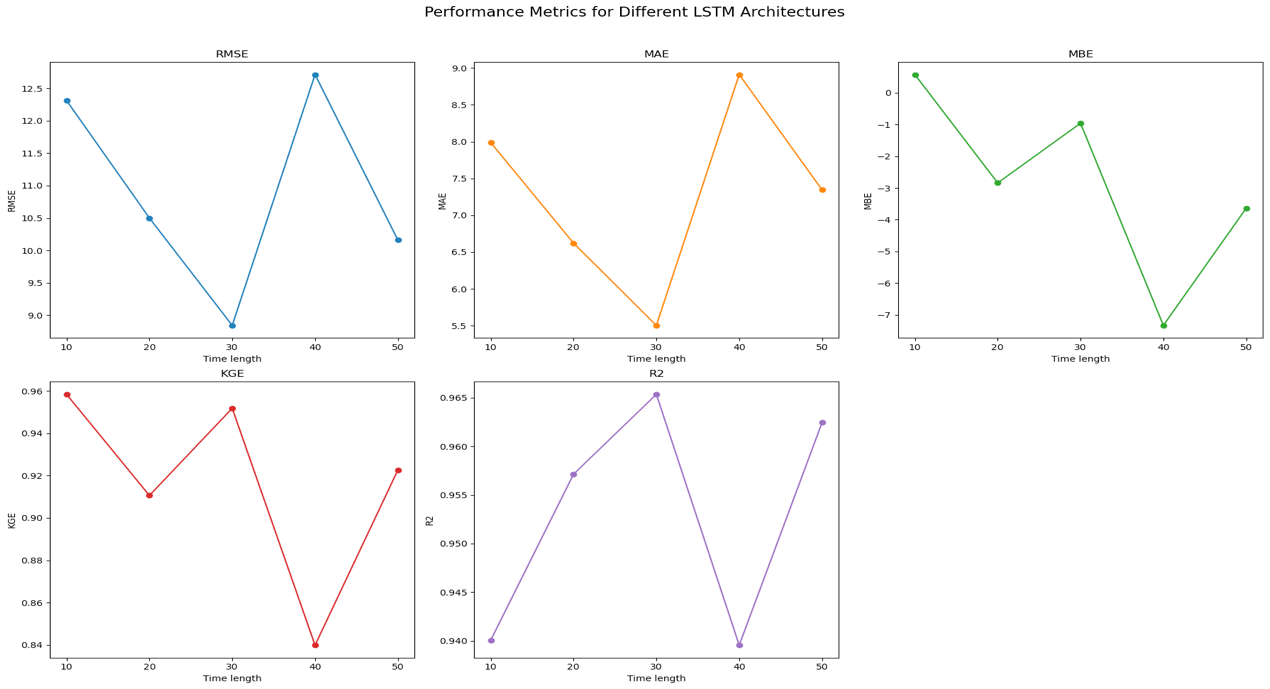 Performance Metrics for Different LSTM Architectures
RMSE
12.5
12.0
11.5
11.0
10.5
10.0
9.5
9.0
RMSE
10 20 30 40 50
Time length
MAE
9.0
8.5
8.0
7.5
7.0
6.5
6.0
5.5
MAE
10 20 30 40 50
Time length
MBE
0
−1
−2
−3
−4
−5
−6
−7
MBE
10 20 30 40 50
Time length
KGE
0.96
0.94
0.92
0.90
0.88
0.86
0.84
KGE
10 20 30 40 50
Time length
R2
0.965
0.960
0.955
0.950
0.945
0.940
R2
10 20 30 40 50
Time length